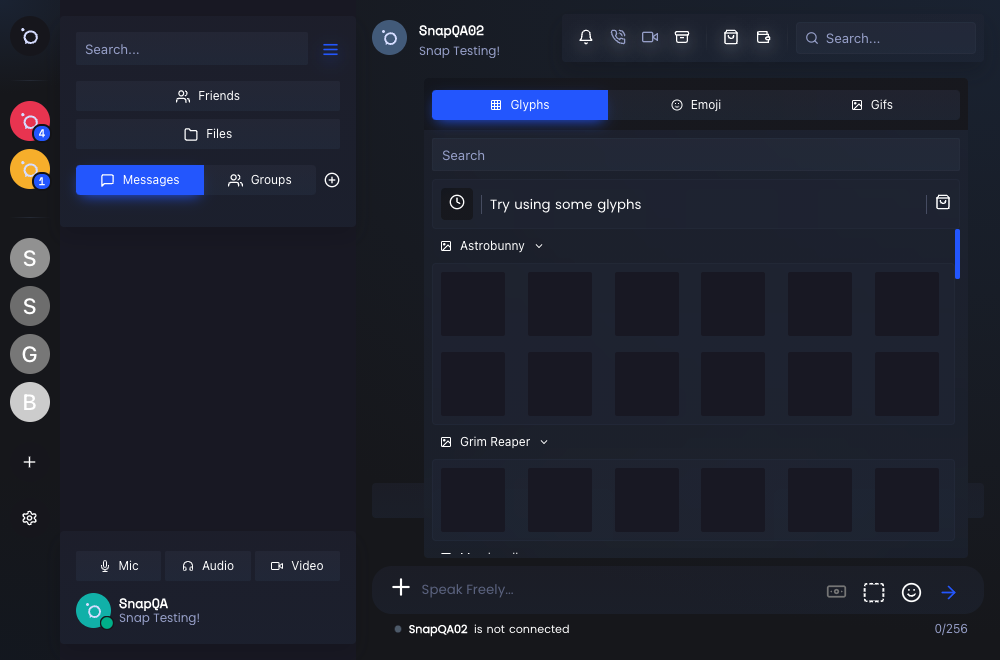 4
1
S
S
G
B
Search...
Friends
Files
Messages
Groups
Mic
Audio
Video
SnapQA
Snap Testing!
SnapQA02
Snap Testing!
Search...
Glyphs
Emoji
Gifs
Search
Try using some glyphs
Astrobunny
Grim Reaper
Speak Freely...
SnapQA02 is not connected
0/256